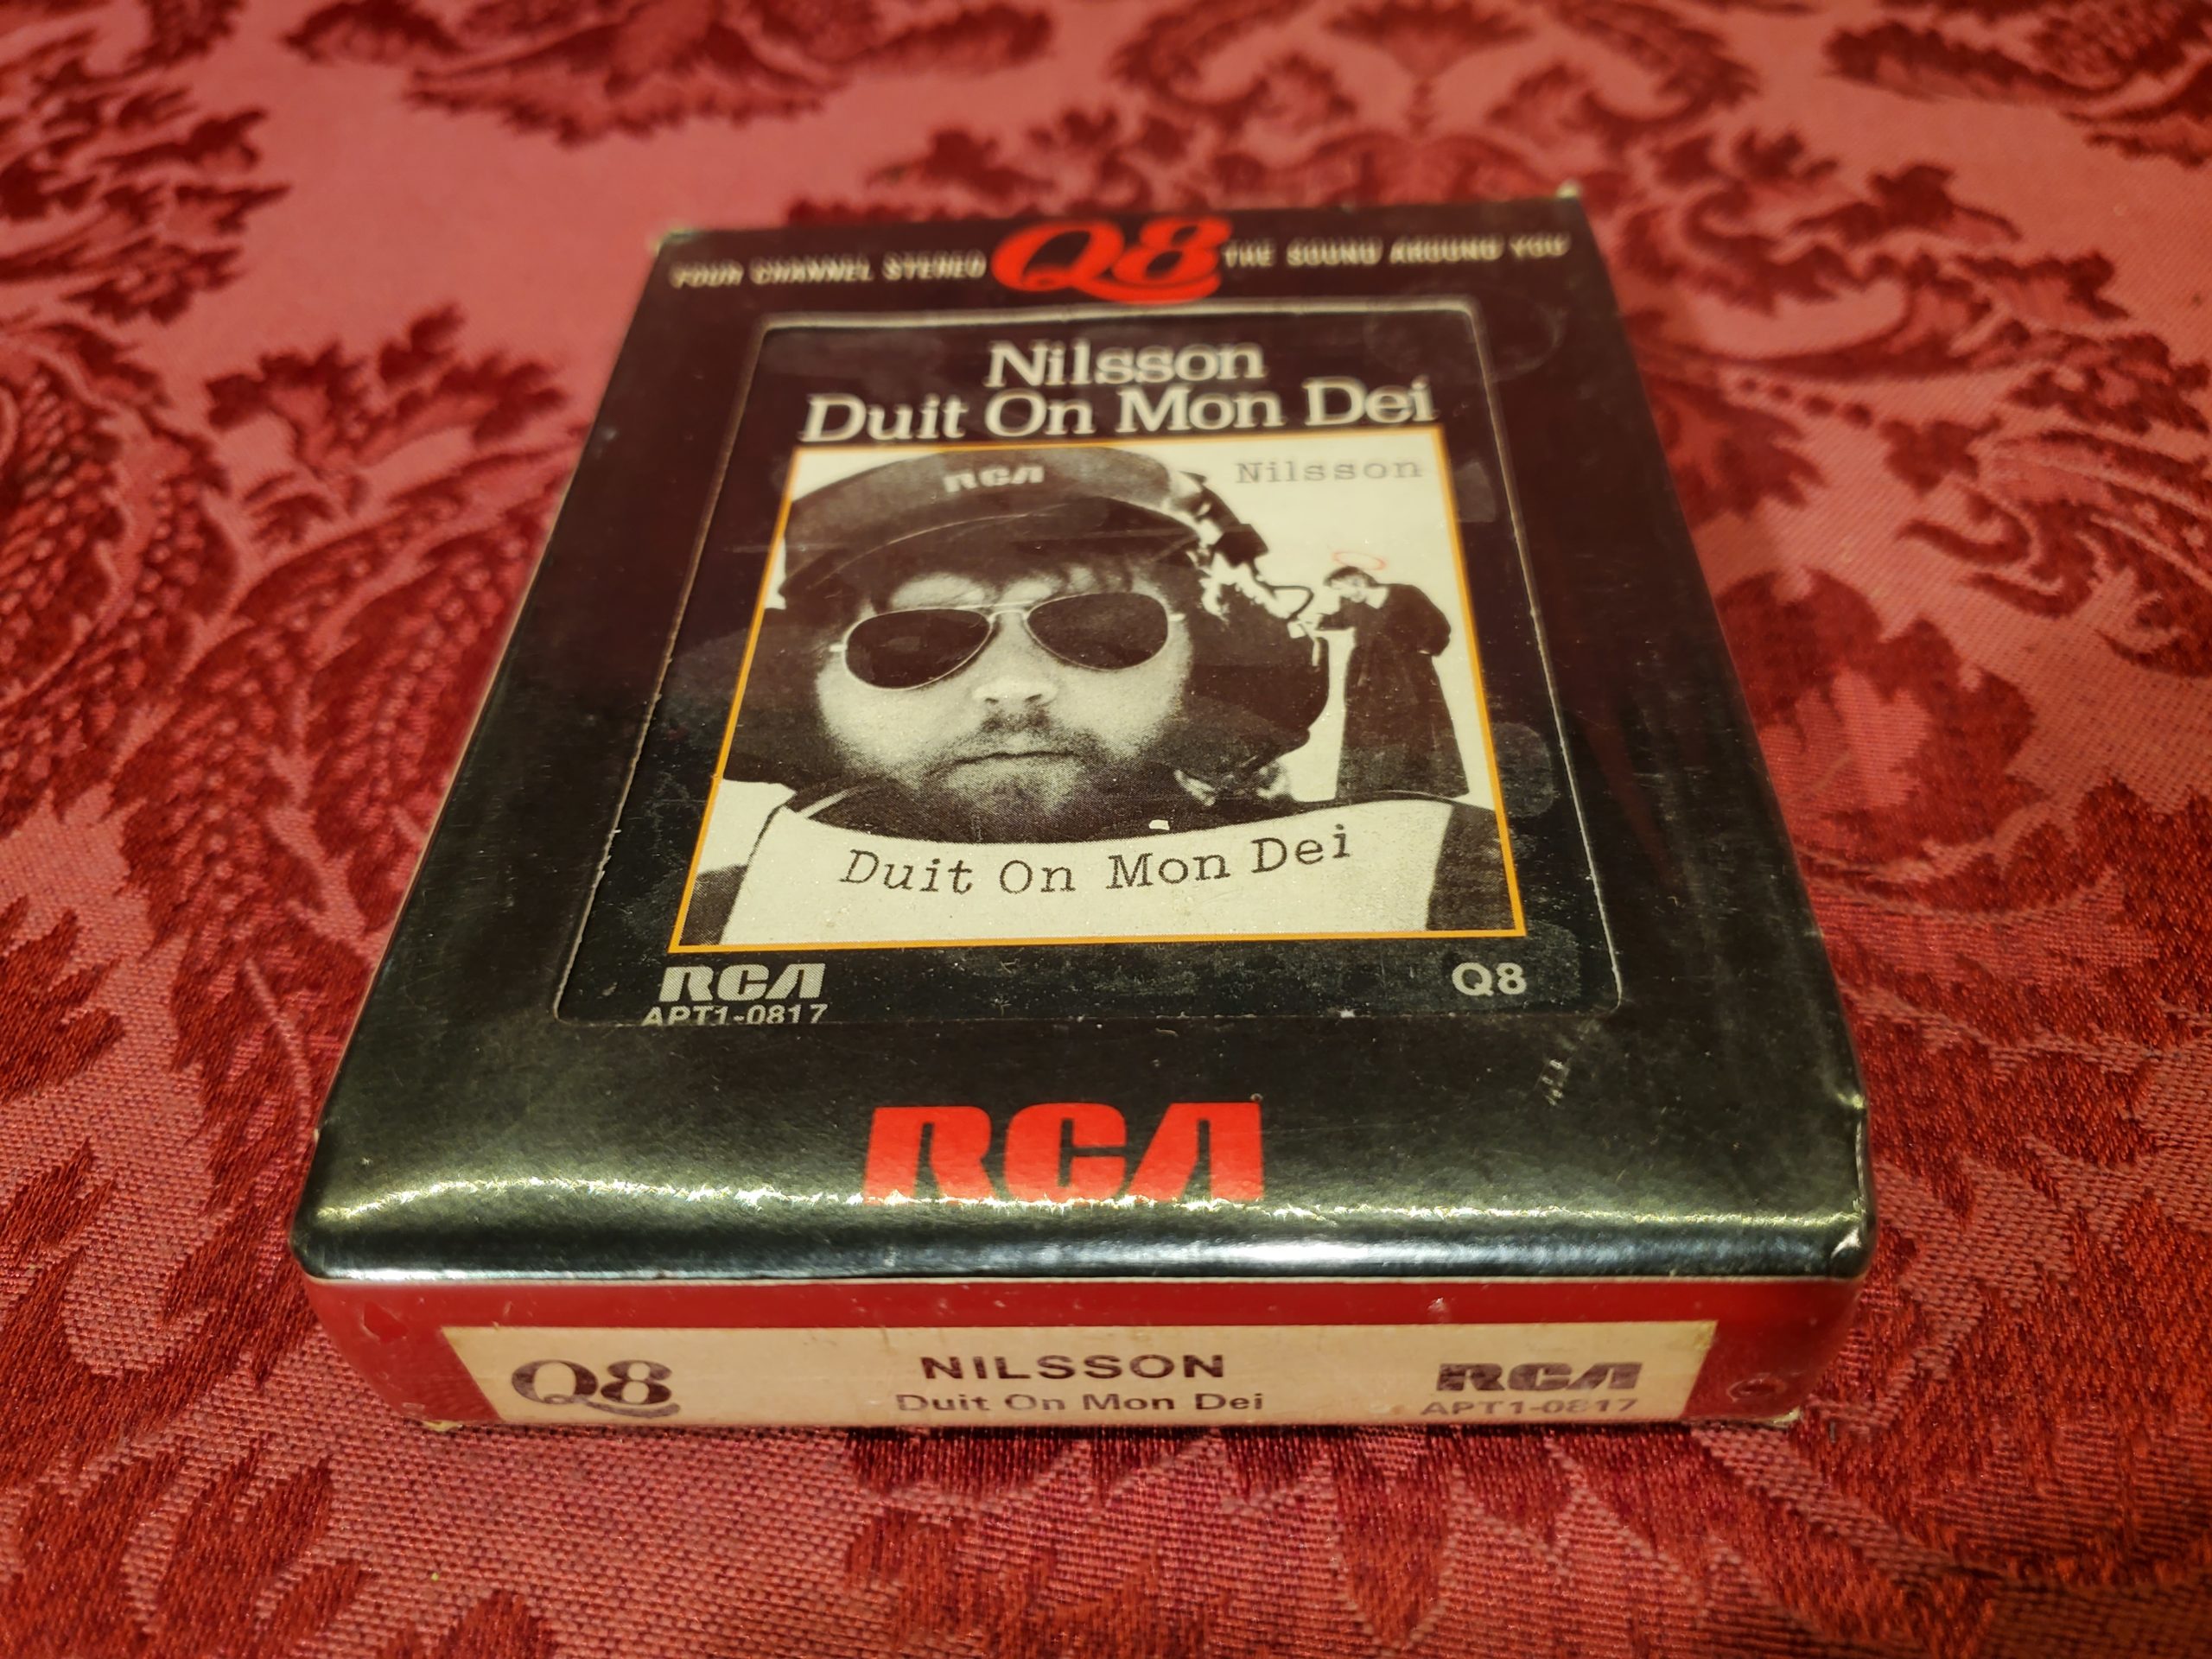 FOUR CHANNEL STEREO Q8 THE SOUND AROUND YOU
Nilsson
Duit On Mon Dei
RCA
Nilsson
Duit On Mon Dei
RCA
APT1-0817
Q8
RCA
Q8
NILSSON
Duit On Mon Dei
RCA
APT1-0817